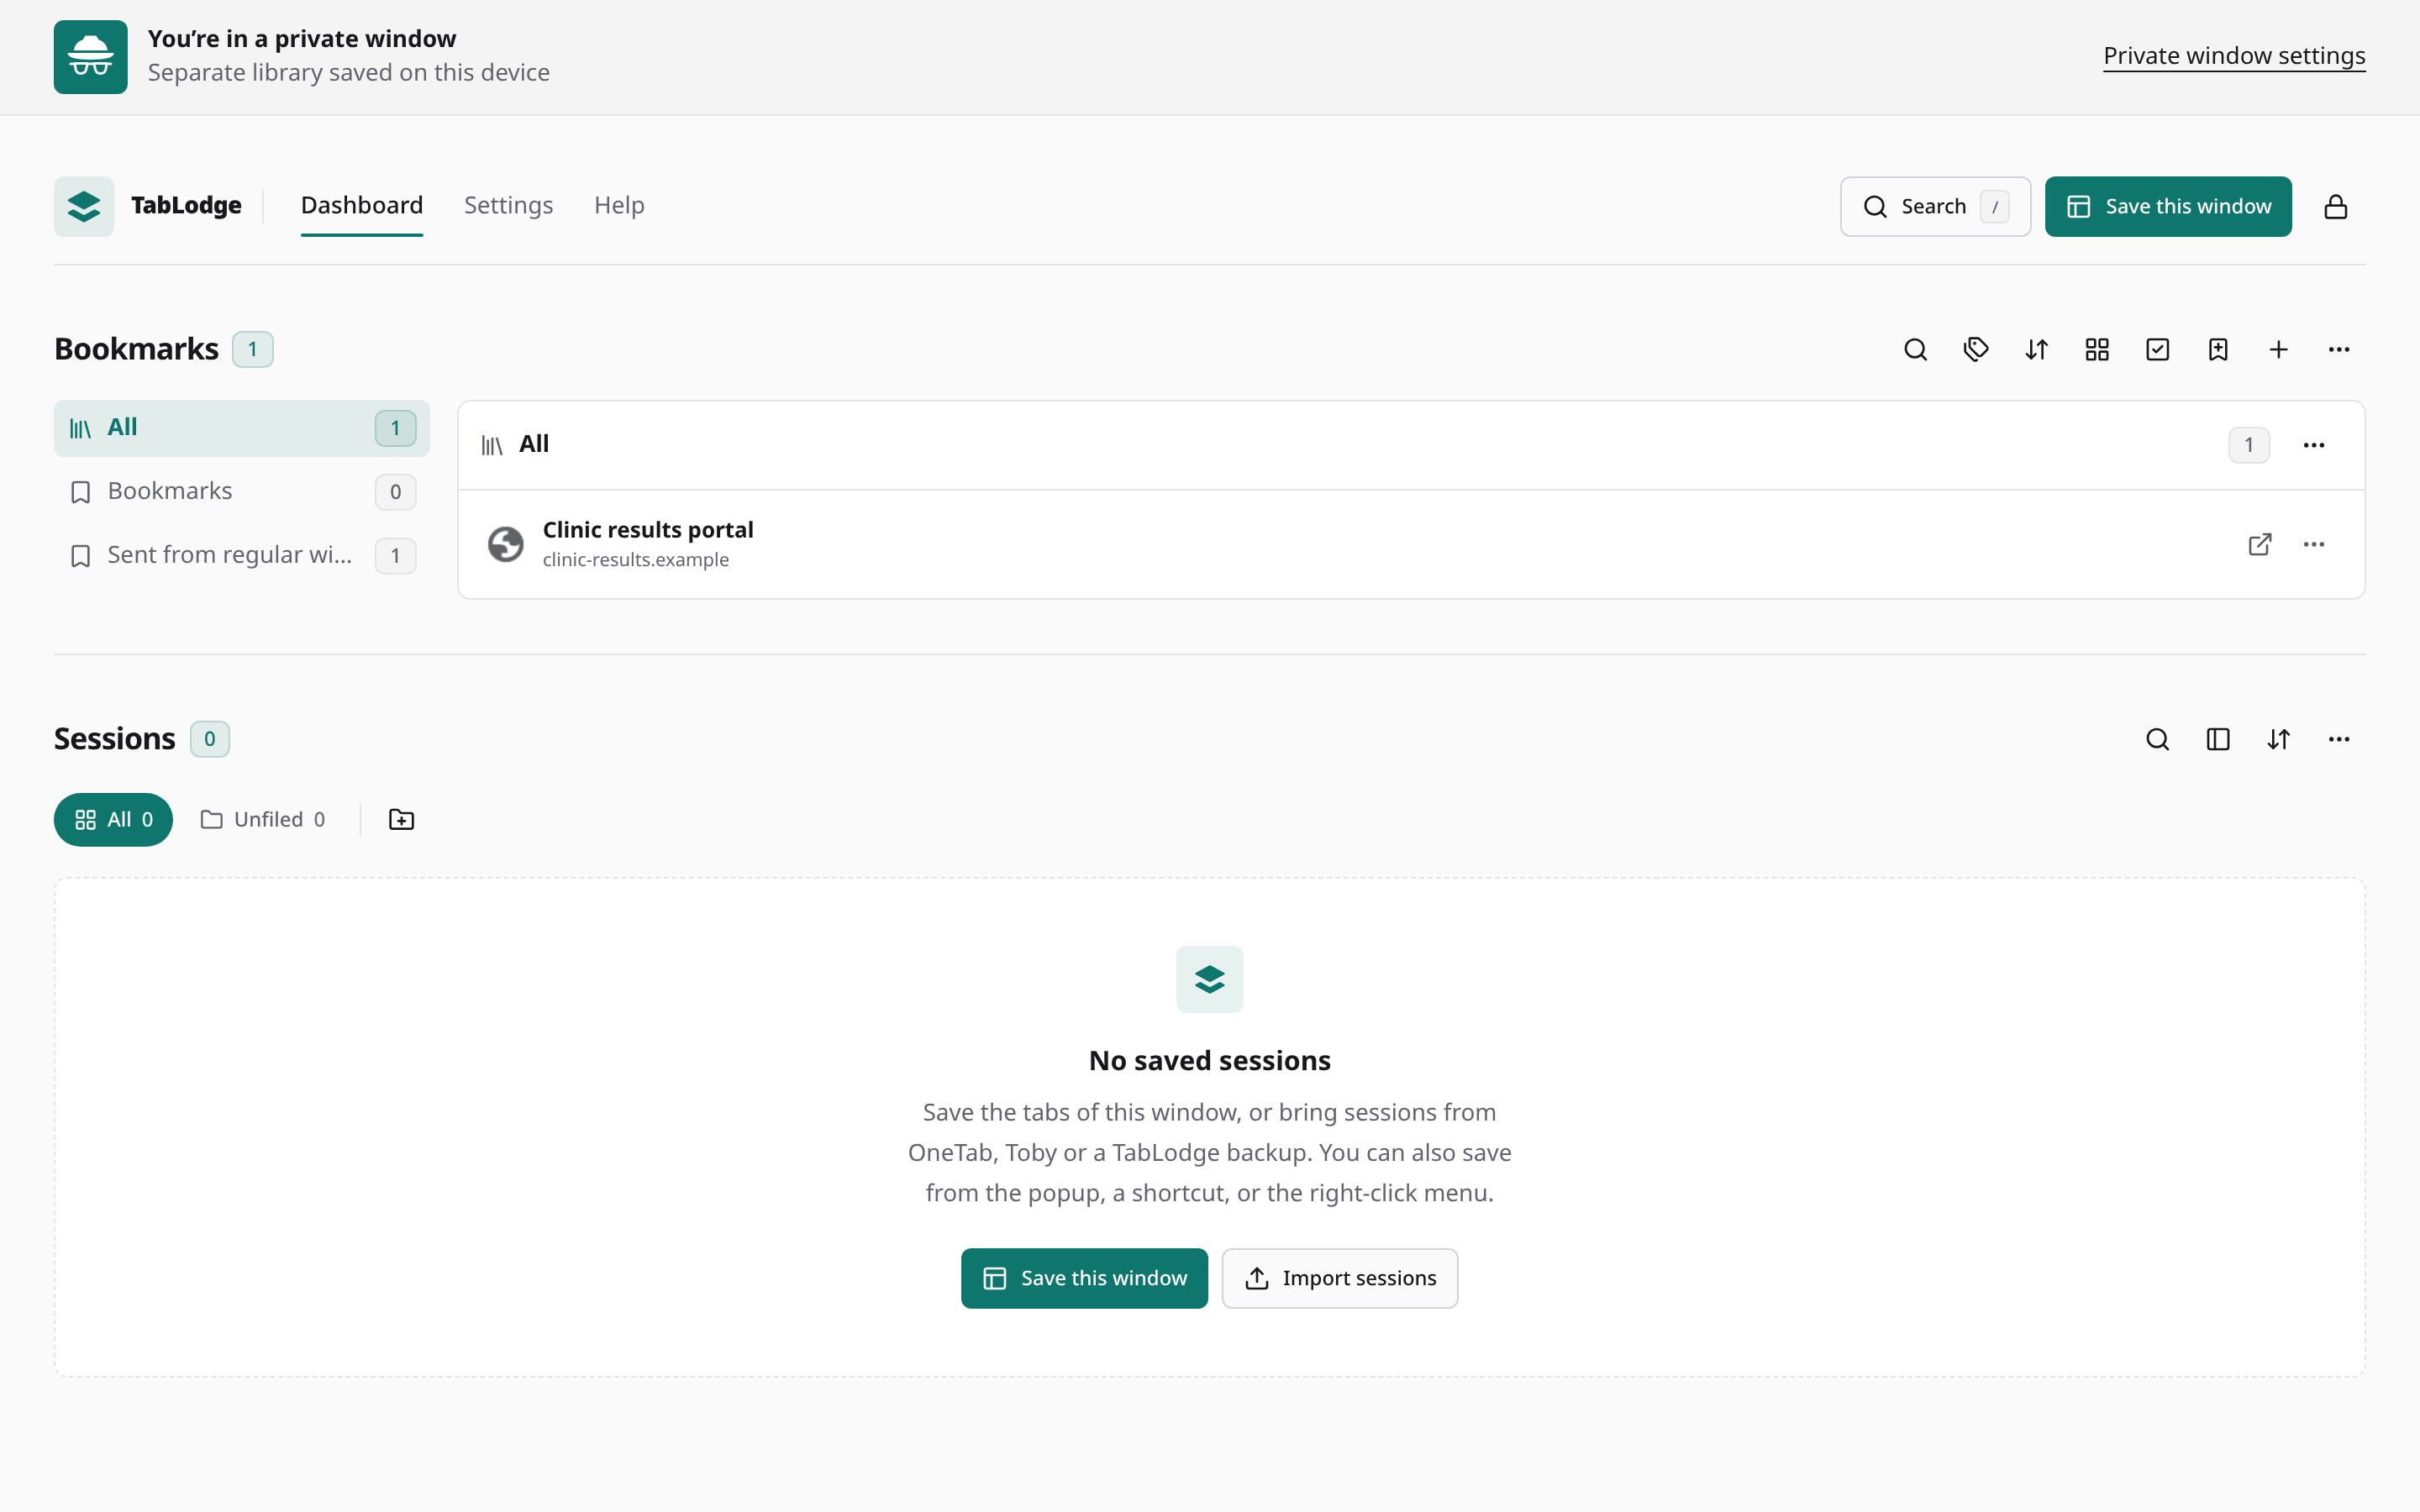 You’re in a private window
Separate library saved on this device
Private window settings
TabLodge
Dashboard
Settings
Help
Search /
Save this window
Bookmarks 1
All 1
Bookmarks 0
Sent from regular wi... 1
All 1
Clinic results portal
clinic-results.example
Sessions 0
All 0
Unfiled 0
No saved sessions
Save the tabs of this window, or bring sessions from
OneTab, Toby or a TabLodge backup. You can also save
from the popup, a shortcut, or the right-click menu.
Save this window
Import sessions